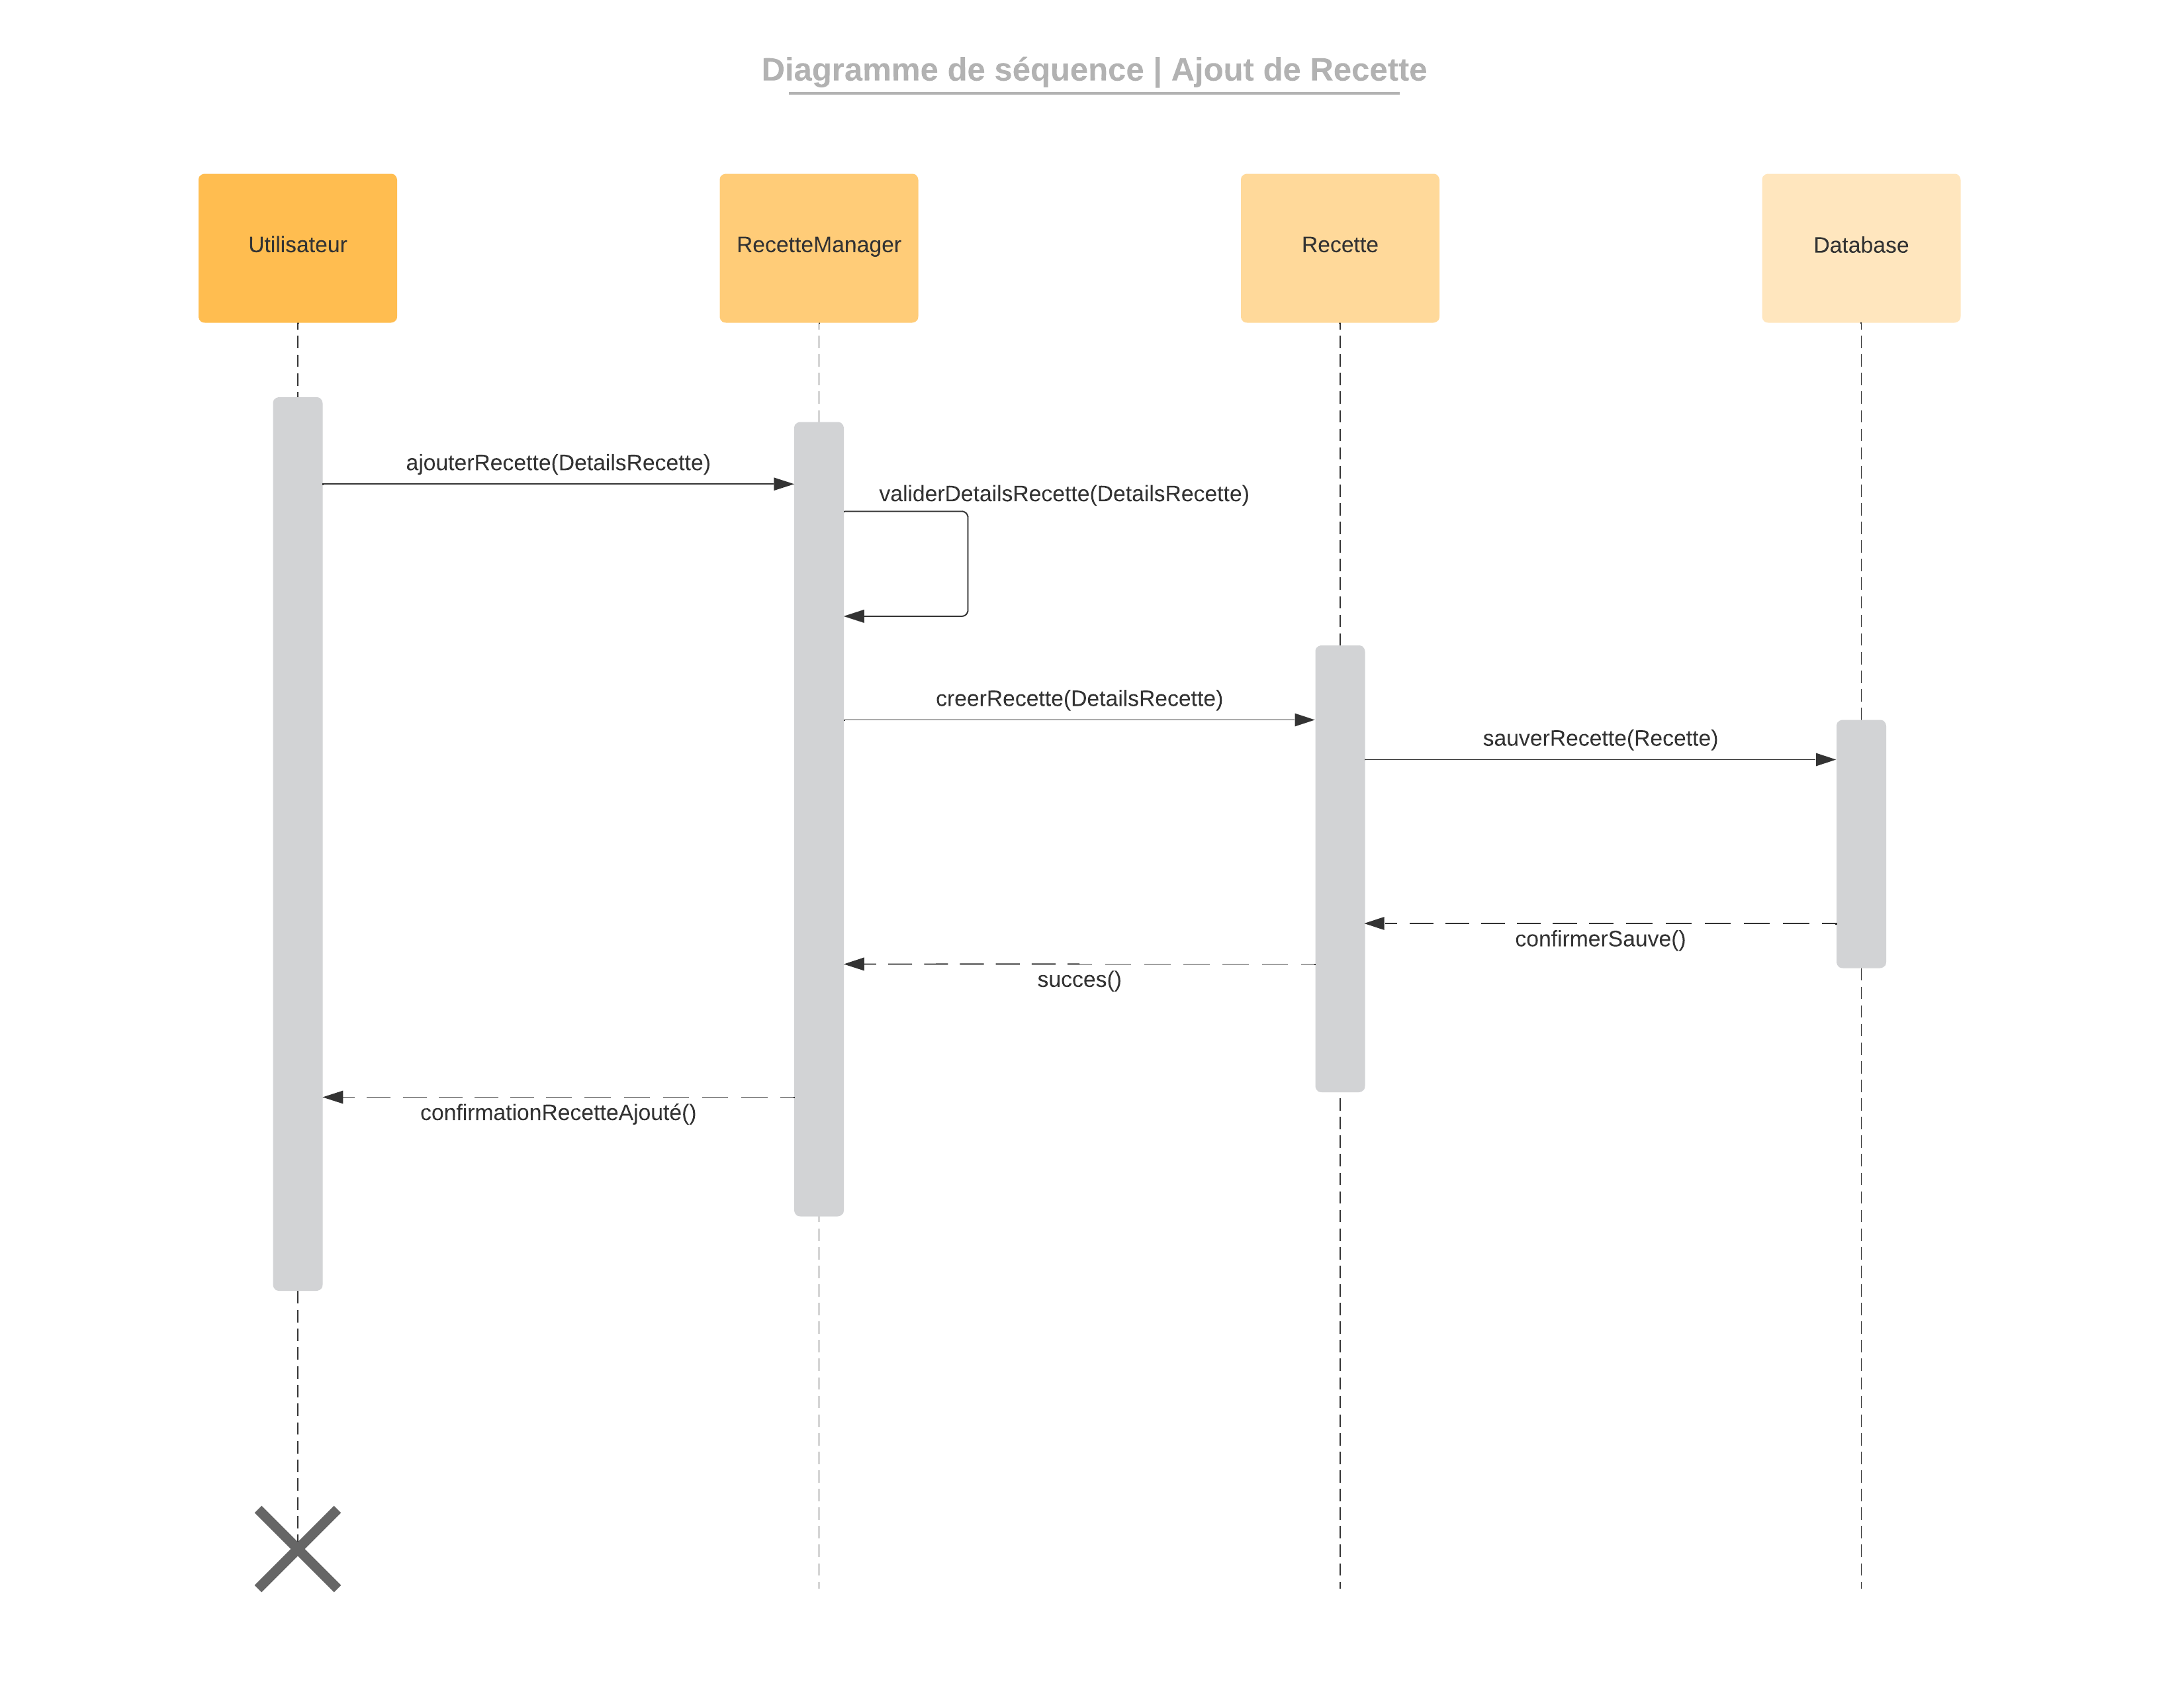 Diagramme de séquence | Ajout de Recette
Utilisateur
RecetteManager
Recette
Database
ajouterRecette(DetailsRecette)
validerDetailsRecette(DetailsRecette)
creerRecette(DetailsRecette)
sauverRecette(Recette)
confirmerSauve()
succes()
confirmationRecetteAjouté()